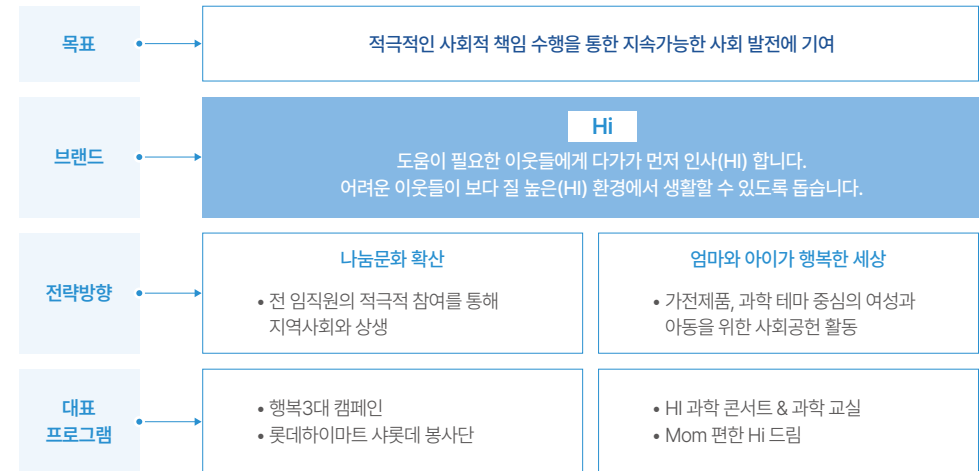 목표
적극적인 사회적 책임 수행을 통한 지속가능한 사회 발전에 기여
브랜드
Hi
도움이 필요한 이웃들에게 다가가 먼저 인사(HI) 합니다.
어려운 이웃들이 보다 질 높은(HI) 환경에서 생활할 수 있도록 돕습니다.
전략방향
나눔문화 확산
• 전 임직원의 적극적 참여를 통해
지역사회와 상생
엄마와 아이가 행복한 세상
• 가전제품, 과학 테마 중심의 여성과
아동을 위한 사회공헌 활동
대표
프로그램
• 행복3대 캠페인
• 롯데하이마트 샤롯데 봉사단
• HI 과학 콘서트 & 과학 교실
• Mom 편한 Hi 드림